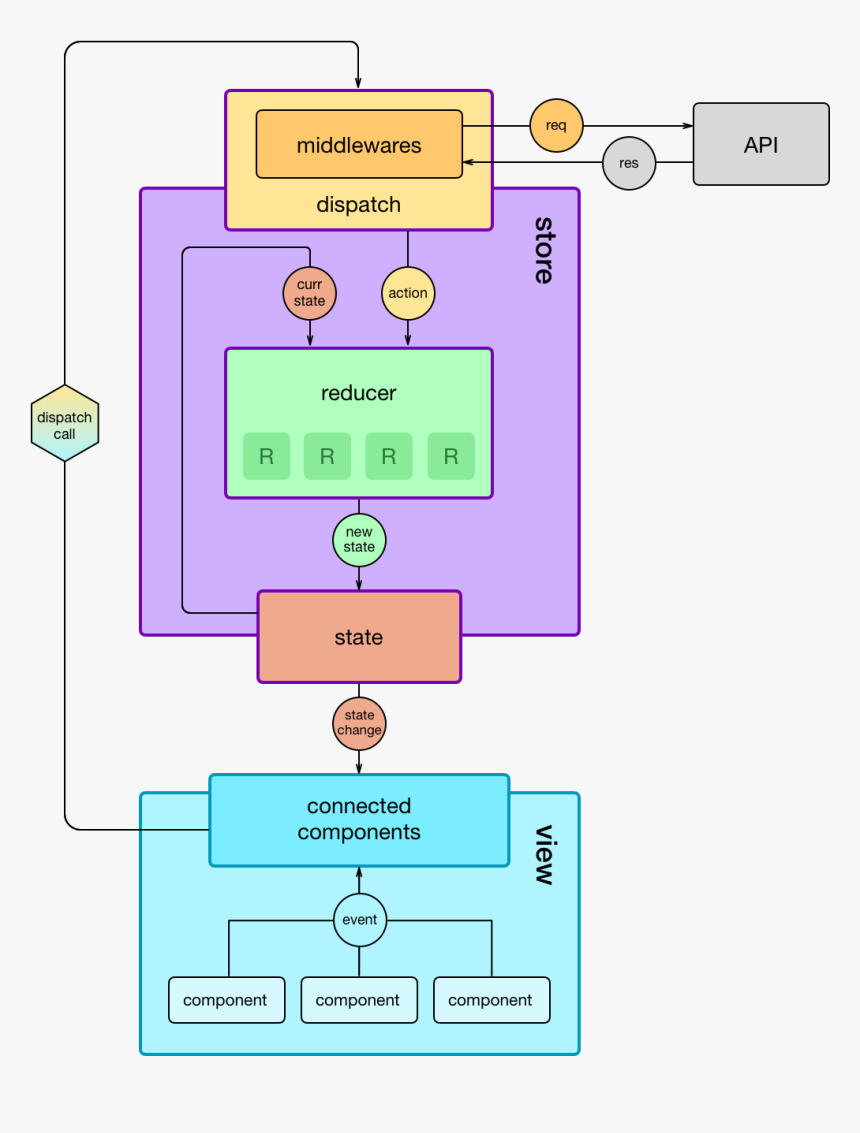 middlewares
req
API
res
dispatch
store
curr
state
action
reducer
dispatch
call
R
R
R
R
new
state
state
state
change
connected
components
view
event
component
component
component